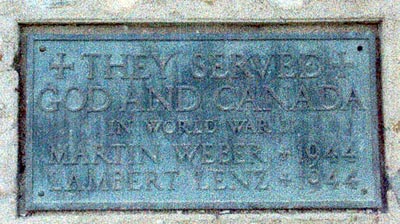 + THEY SERVED +
GOD AND CANADA
IN WORLD WAR II
MARTIN WEBER + 1944
LAMBERT LENZ + 1944